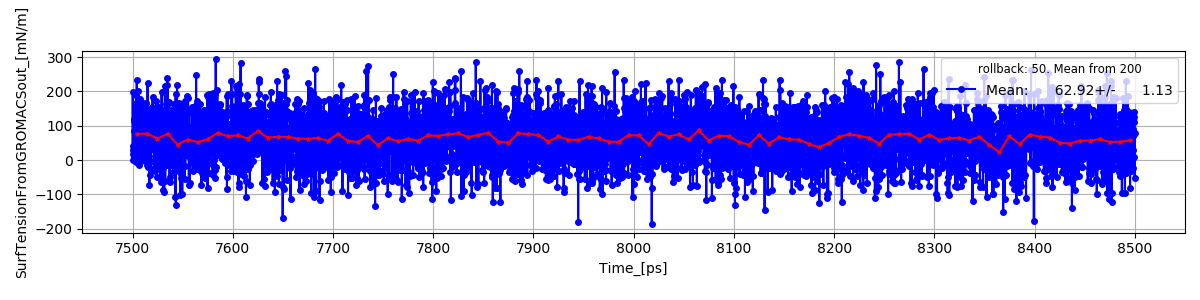 SurfTensionFromGROMACSout_[mN/m]
300
200
100
0
−100
−200
rollback: 50, Mean from 200
Mean: 62.92+/- 1.13
7500 7600 7700 7800 7900 8000 8100 8200 8300 8400 8500
Time_[ps]